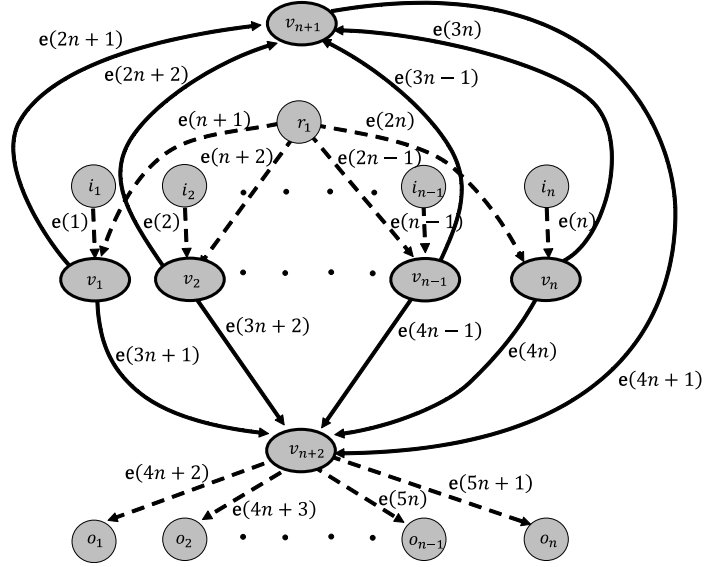 v_{n+1}
e(3n)
e(2n + 1)
e(2n + 2)
e(3n − 1)
e(n + 1)
r_1
e(2n)
e(n + 2)
e(2n − 1)
i_1
i_2
i_{n−1}
i_n
e(1)
e(2)
e(n − 1)
e(n)
v_1
v_2
v_{n−1}
v_n
e(3n + 1)
e(3n + 2)
e(4n − 1)
e(4n)
e(4n + 1)
v_{n+2}
e(4n + 2)
e(4n + 3)
e(5n)
e(5n + 1)
o_1
o_2
o_{n−1}
o_n